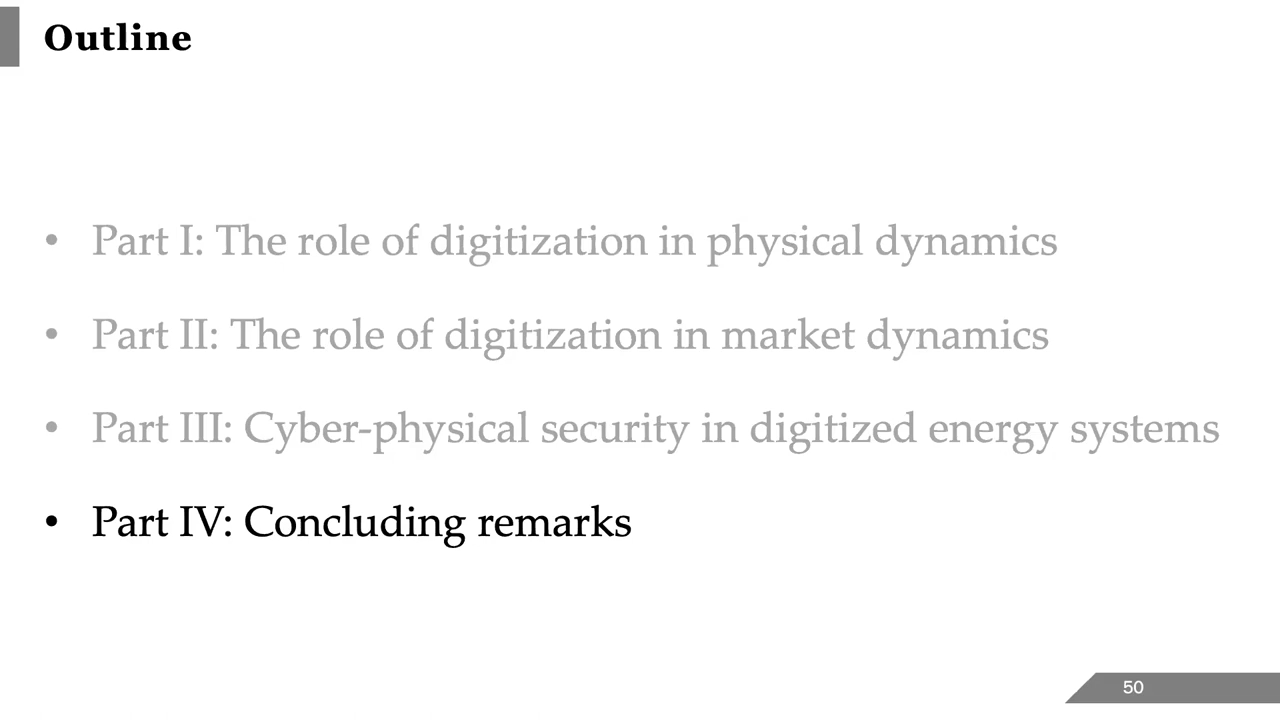 Outline
• Part I: The role of digitization in physical dynamics
• Part II: The role of digitization in market dynamics
• Part III: Cyber-physical security in digitized energy systems
• Part IV: Concluding remarks
50